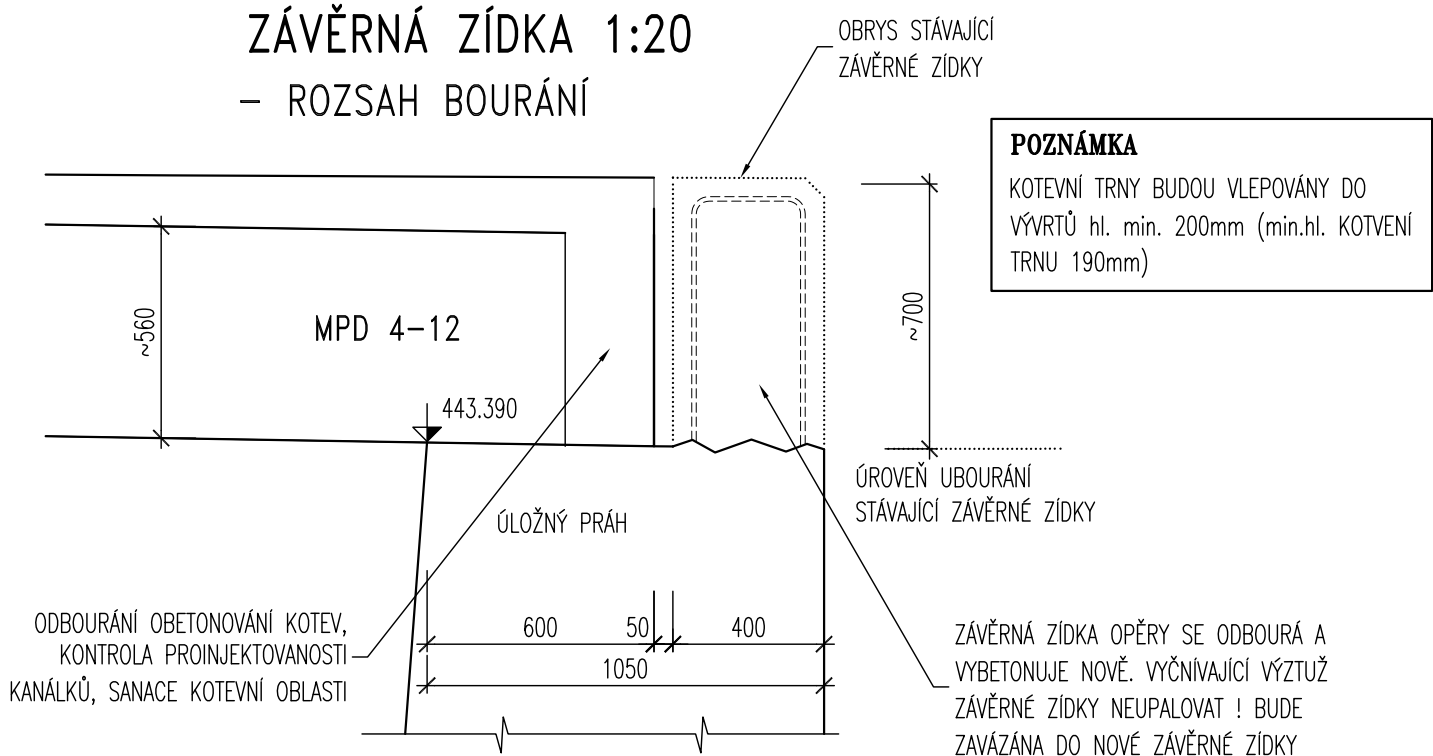 ZÁVĚRNÁ ZÍDKA 1:20
– ROZSAH BOURÁNÍ
OBRYS STÁVAJÍCÍ
ZÁVĚRNÉ ZÍDKY
POZNÁMKA
KOTEVNÍ TRNY BUDOU VLEPOVÁNY DO
VÝVRTŮ hl. min. 200mm (min.hl. KOTVENÍ
TRNU 190mm)
~560
MPD 4-12
~700
443.390
ÚROVEŇ UBOURÁNÍ
STÁVAJÍCÍ ZÁVĚRNÉ ZÍDKY
ÚLOŽNÝ PRÁH
ODBOURÁNÍ OBETONOVÁNÍ KOTEV,
KONTROLA PROINJEKTOVANOSTI
KANÁLKŮ, SANACE KOTEVNÍ OBLASTI
600 50 400
1050
ZÁVĚRNÁ ZÍDKA OPĚRY SE ODBOURÁ A
VYBETONUJE NOVĚ. VYČNÍVAJÍCÍ VÝZTUŽ
ZÁVĚRNÉ ZÍDKY NEUPALOVAT ! BUDE
ZAVÁZÁNA DO NOVÉ ZÁVĚRNÉ ZÍDKY